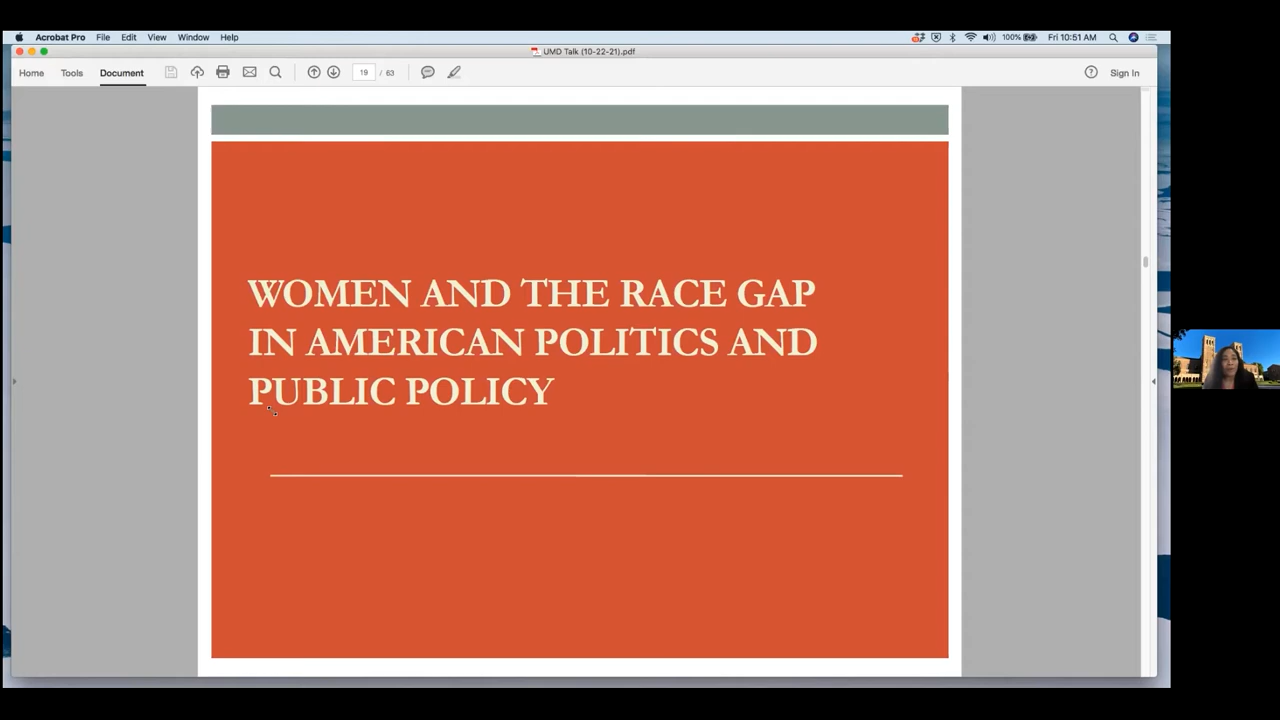 Acrobat Pro File Edit View Window Help 100% Fri 10:51 AM
UMD Talk (10-22-21).pdf
Home Tools Document 19 / 63 Sign In
WOMEN AND THE RACE GAP
IN AMERICAN POLITICS AND
PUBLIC POLICY